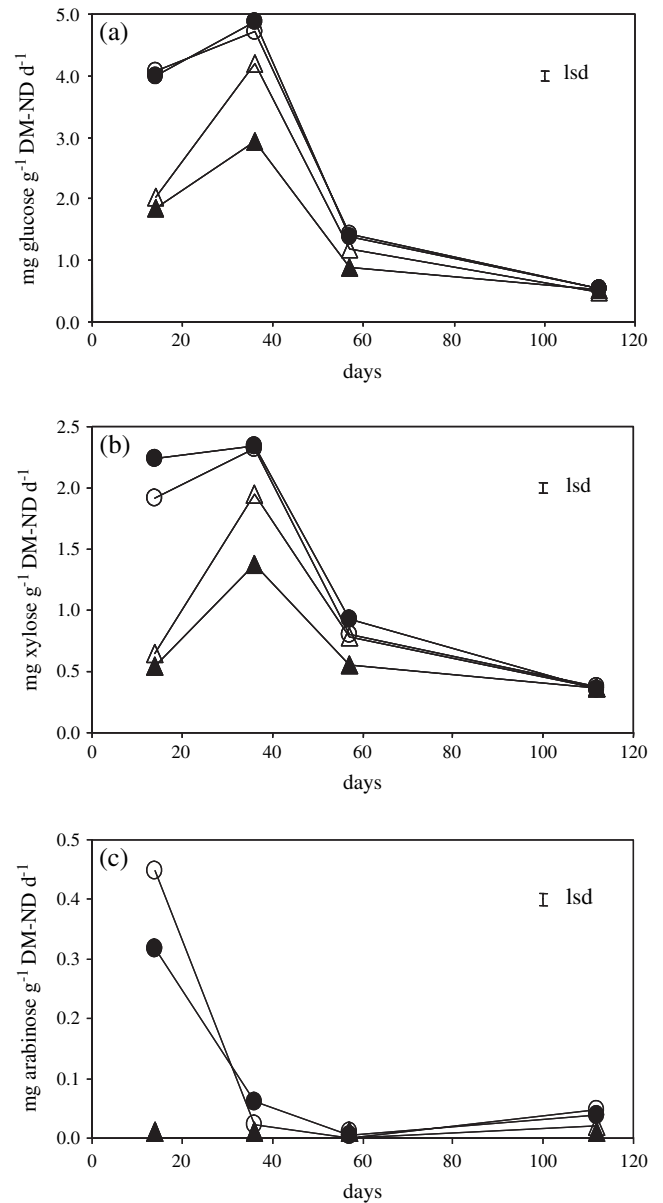 (a)
mg glucose g⁻¹ DM-ND d⁻¹
5.0
4.0
3.0
2.0
1.0
0.0
lsd
0 20 40 60 80 100 120
days
(b)
mg xylose g⁻¹ DM-ND d⁻¹
2.5
2.0
1.5
1.0
0.5
0.0
lsd
0 20 40 60 80 100 120
days
(c)
mg arabinose g⁻¹ DM-ND d⁻¹
0.5
0.4
0.3
0.2
0.1
0.0
lsd
0 20 40 60 80 100 120
days